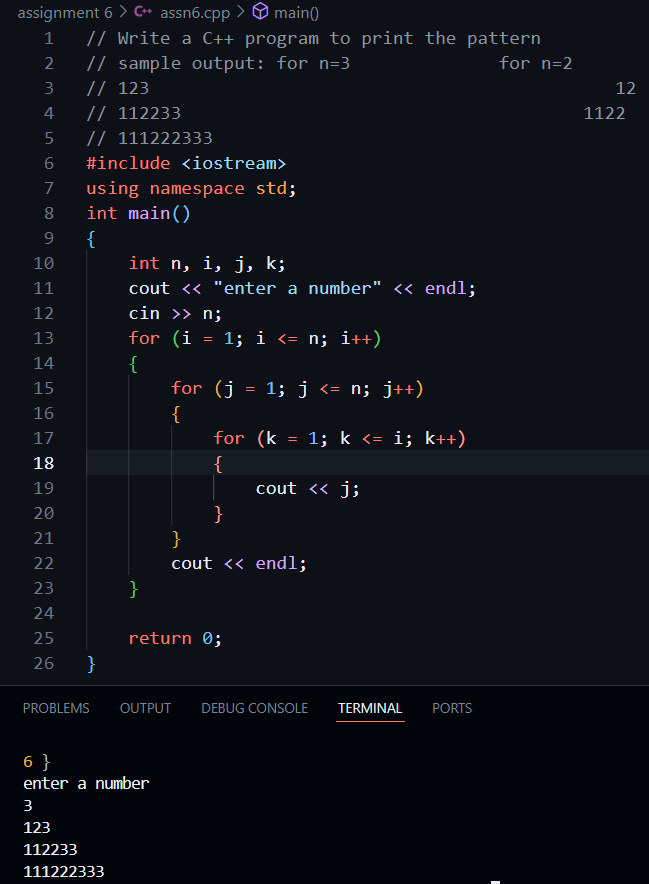 assignment 6 > C++ assn6.cpp > main()
1 // Write a C++ program to print the pattern
2 // sample output: for n=3 for n=2
3 // 123 12
4 // 112233 1122
5 // 111222333
6 #include <iostream>
7 using namespace std;
8 int main()
9 {
10 int n, i, j, k;
11 cout << "enter a number" << endl;
12 cin >> n;
13 for (i = 1; i <= n; i++)
14 {
15 for (j = 1; j <= n; j++)
16 {
17 for (k = 1; k <= i; k++)
18 {
19 cout << j;
20 }
21 }
22 cout << endl;
23 }
24
25 return 0;
26 }
PROBLEMS OUTPUT DEBUG CONSOLE TERMINAL PORTS
6 }
enter a number
3
123
112233
111222333